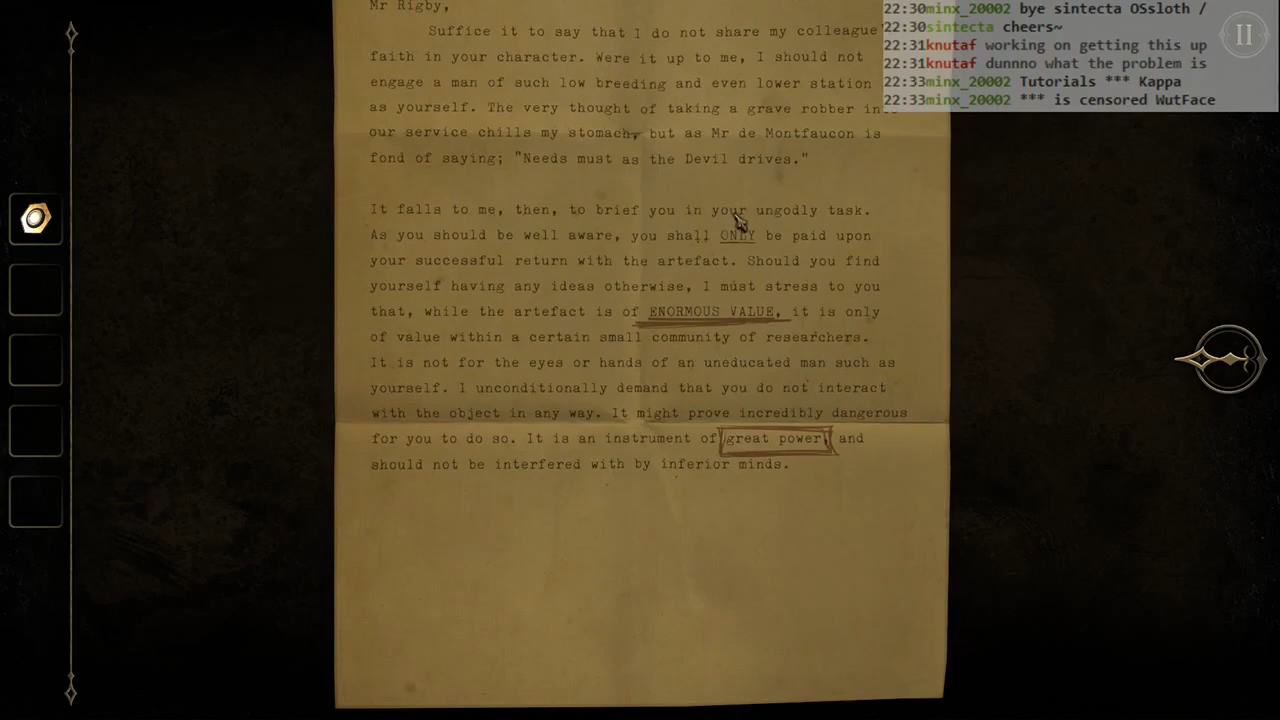 Mr Rigby,
Suffice it to say that I do not share my colleague
faith in your character. Were it up to me, I should not
engage a man of such low breeding and even lower station
as yourself. The very thought of taking a grave robber in
our service chills my stomach, but as Mr de Montfaucon is
fond of saying; "Needs must as the Devil drives."
It falls to me, then, to brief you in your ungodly task.
As you should be well aware, you shall ONLY be paid upon
your successful return with the artefact. Should you find
yourself having any ideas otherwise, I must stress to you
that, while the artefact is of ENORMOUS VALUE, it is only
of value within a certain small community of researchers.
It is not for the eyes or hands of an uneducated man such as
yourself. I unconditionally demand that you do not interact
with the object in any way. It might prove incredibly dangerous
for you to do so. It is an instrument of great power, and
should not be interfered with by inferior minds.
22:30 minx_20002 bye sintecta OSsloth /
22:30 sintecta cheers~
22:31 knutaf working on getting this up
22:31 knutaf dunnno what the problem is
22:33 minx_20002 Tutorials *** Kappa
22:33 minx_20002 *** is censored WutFace
II